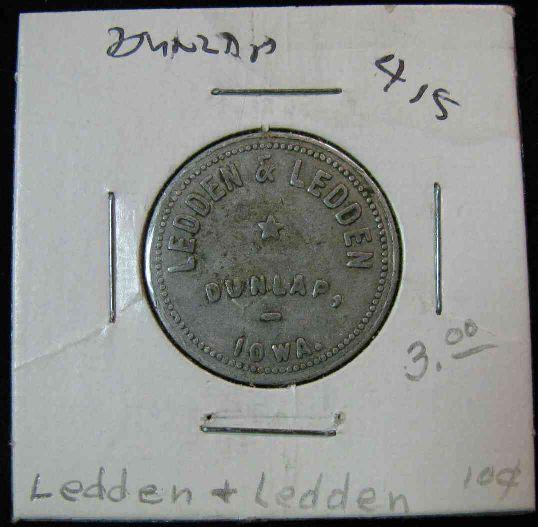 DUNLAP
415
LEDDEN & LEDDEN
DUNLAP,
IOWA.
3.00
Ledden + Ledden
10¢